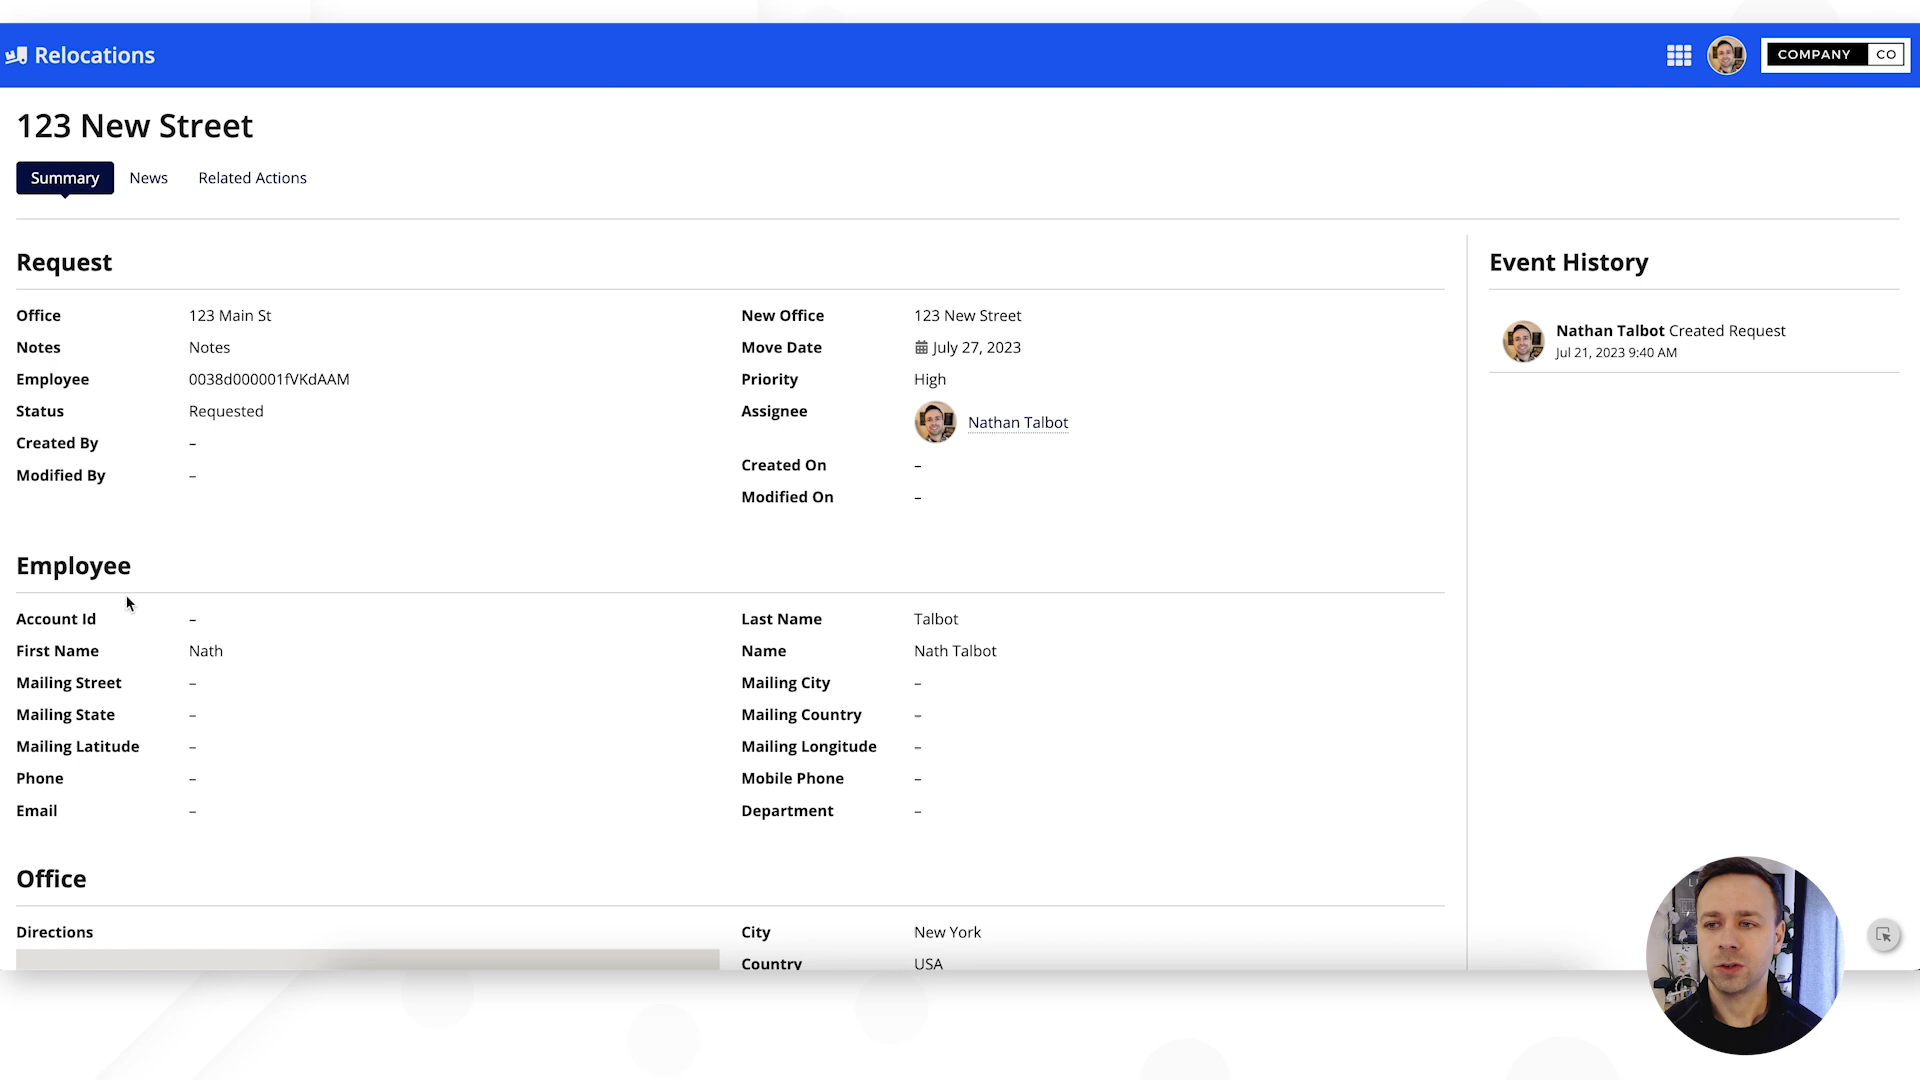 Relocations
COMPANY CO
123 New Street
Summary News Related Actions
Request
Office 123 Main St
Notes Notes
Employee 0038d000001fVKdAAM
Status Requested
Created By –
Modified By –
New Office 123 New Street
Move Date July 27, 2023
Priority High
Assignee Nathan Talbot
Created On –
Modified On –
Employee
Account Id –
First Name Nath
Mailing Street –
Mailing State –
Mailing Latitude –
Phone –
Email –
Last Name Talbot
Name Nath Talbot
Mailing City –
Mailing Country –
Mailing Longitude –
Mobile Phone –
Department –
Office
Directions
City New York
Country USA
Event History
Nathan Talbot Created Request
Jul 21, 2023 9:40 AM